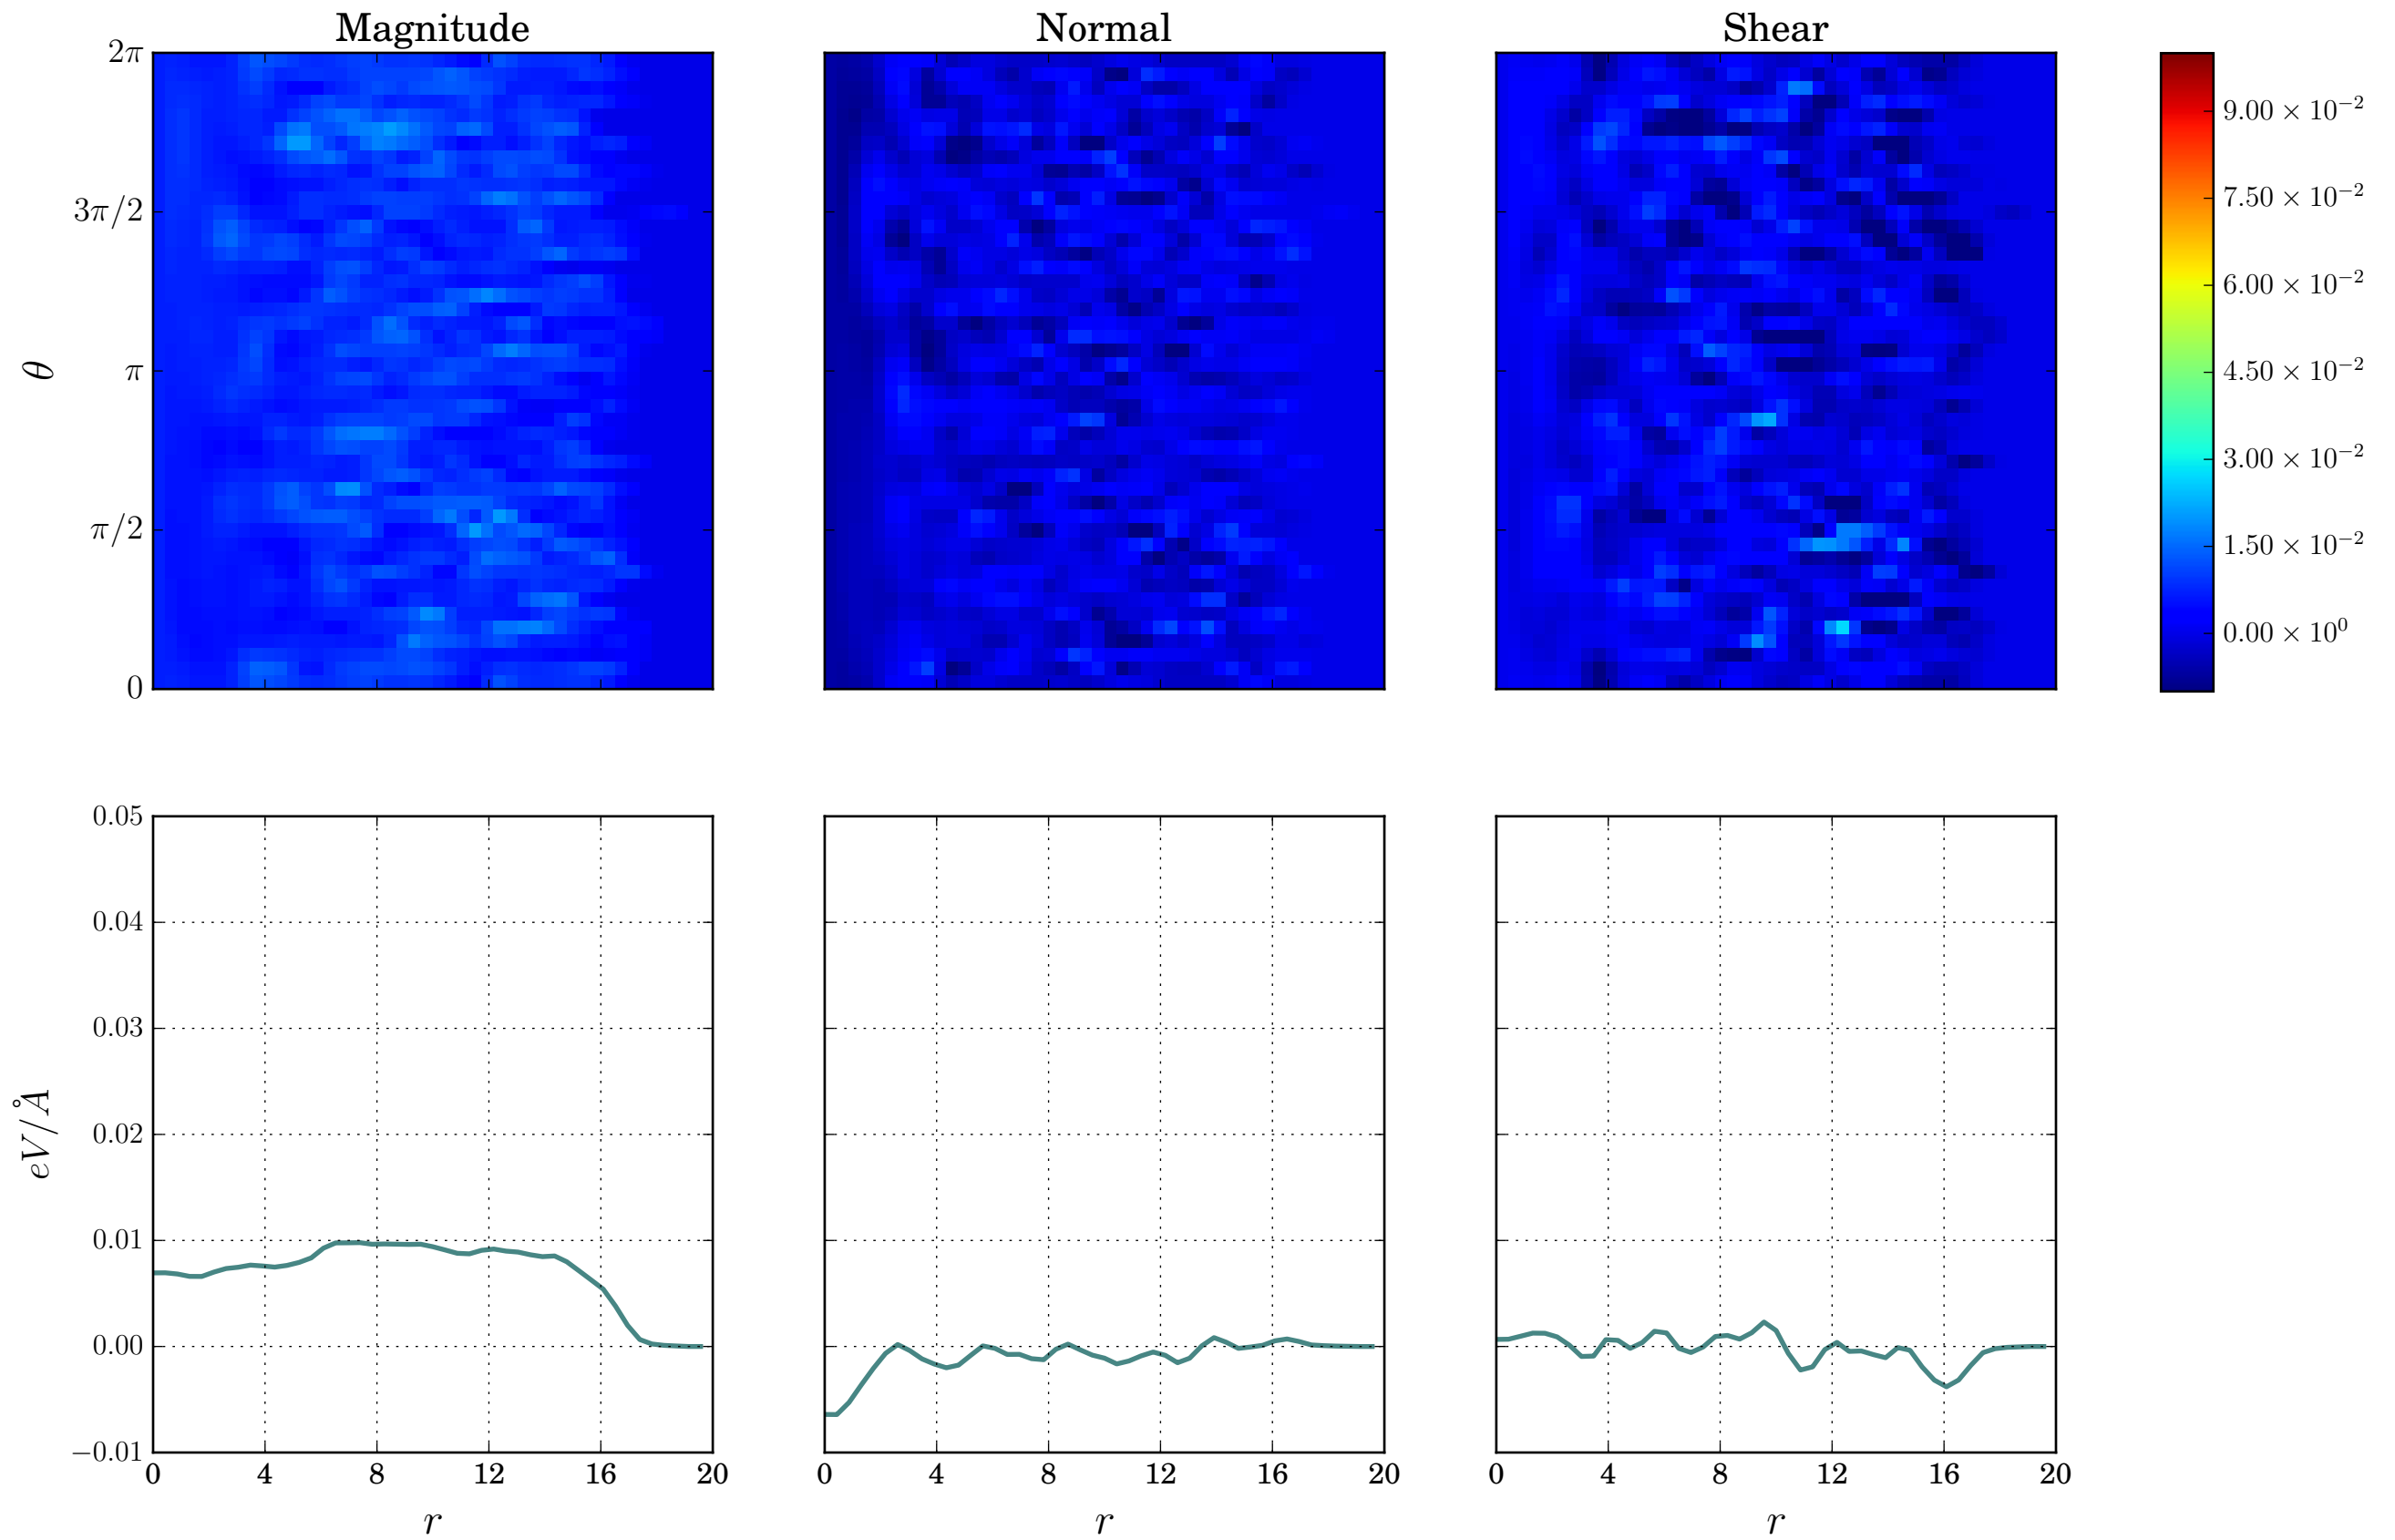 Magnitude Normal Shear
2π
3π/2
π
π/2
0
θ
9.00 × 10⁻²
7.50 × 10⁻²
6.00 × 10⁻²
4.50 × 10⁻²
3.00 × 10⁻²
1.50 × 10⁻²
0.00 × 10⁰
0.05
0.04
0.03
0.02
0.01
0.00
−0.01
eV/Å
0 4 8 12 16 20
0 4 8 12 16 20
0 4 8 12 16 20
r r r